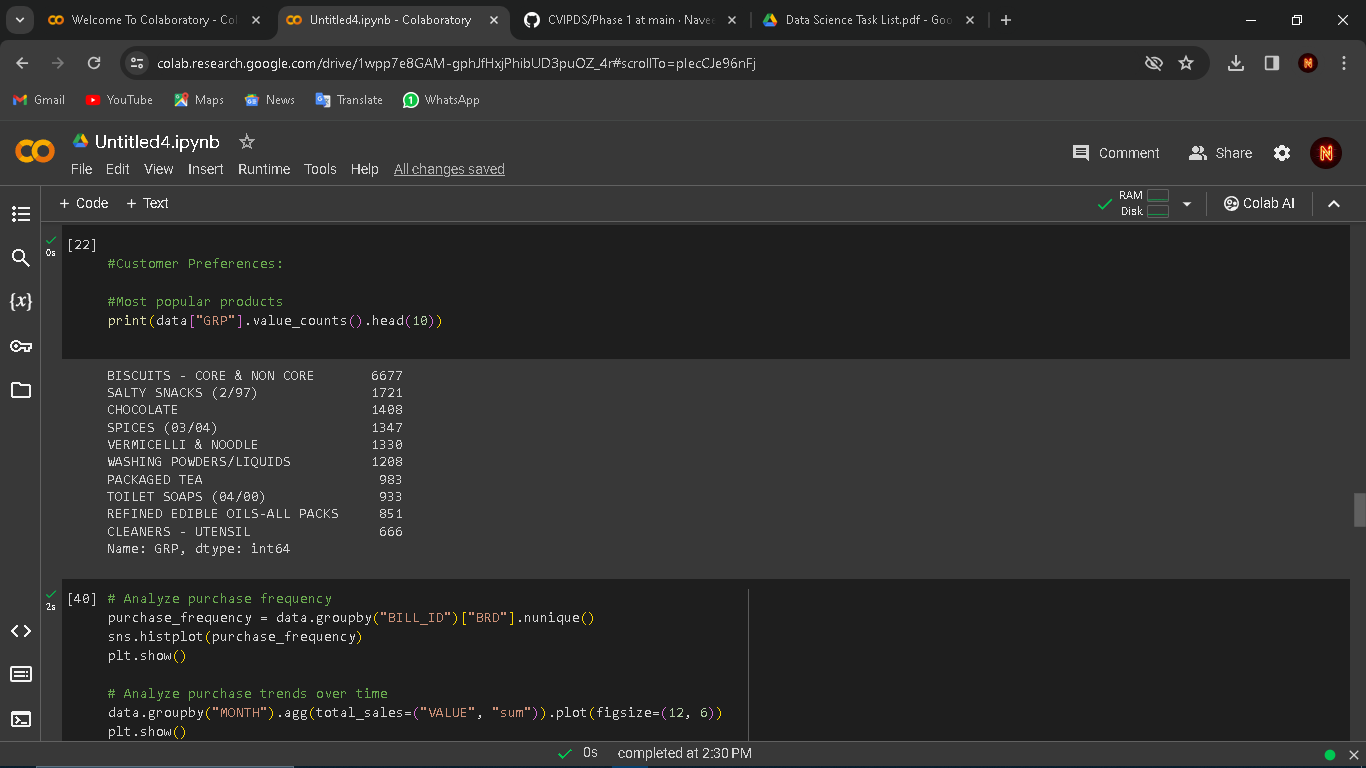 Welcome To Colaboratory - Col
Untitled4.ipynb - Colaboratory
CVIPDS/Phase 1 at main · Navee
Data Science Task List.pdf - Goo
colab.research.google.com/drive/1wpp7e8GAM-gphJfHxjPhibUD3puOZ_4r#scrollTo=pIecCJe96nFj
Gmail
YouTube
Maps
News
Translate
WhatsApp
Untitled4.ipynb
File Edit View Insert Runtime Tools Help All changes saved
Comment
Share
+ Code + Text
RAM
Disk
Colab AI
[22]
0s
#Customer Preferences:
#Most popular products
print(data["GRP"].value_counts().head(10))
BISCUITS - CORE & NON CORE 6677
SALTY SNACKS (2/97) 1721
CHOCOLATE 1408
SPICES (03/04) 1347
VERMICELLI & NOODLE 1330
WASHING POWDERS/LIQUIDS 1208
PACKAGED TEA 983
TOILET SOAPS (04/00) 933
REFINED EDIBLE OILS-ALL PACKS 851
CLEANERS - UTENSIL 666
Name: GRP, dtype: int64
[40] # Analyze purchase frequency
2s
purchase_frequency = data.groupby("BILL_ID")["BRD"].nunique()
sns.histplot(purchase_frequency)
plt.show()
# Analyze purchase trends over time
data.groupby("MONTH").agg(total_sales=("VALUE", "sum")).plot(figsize=(12, 6))
plt.show()
0s completed at 2:30 PM